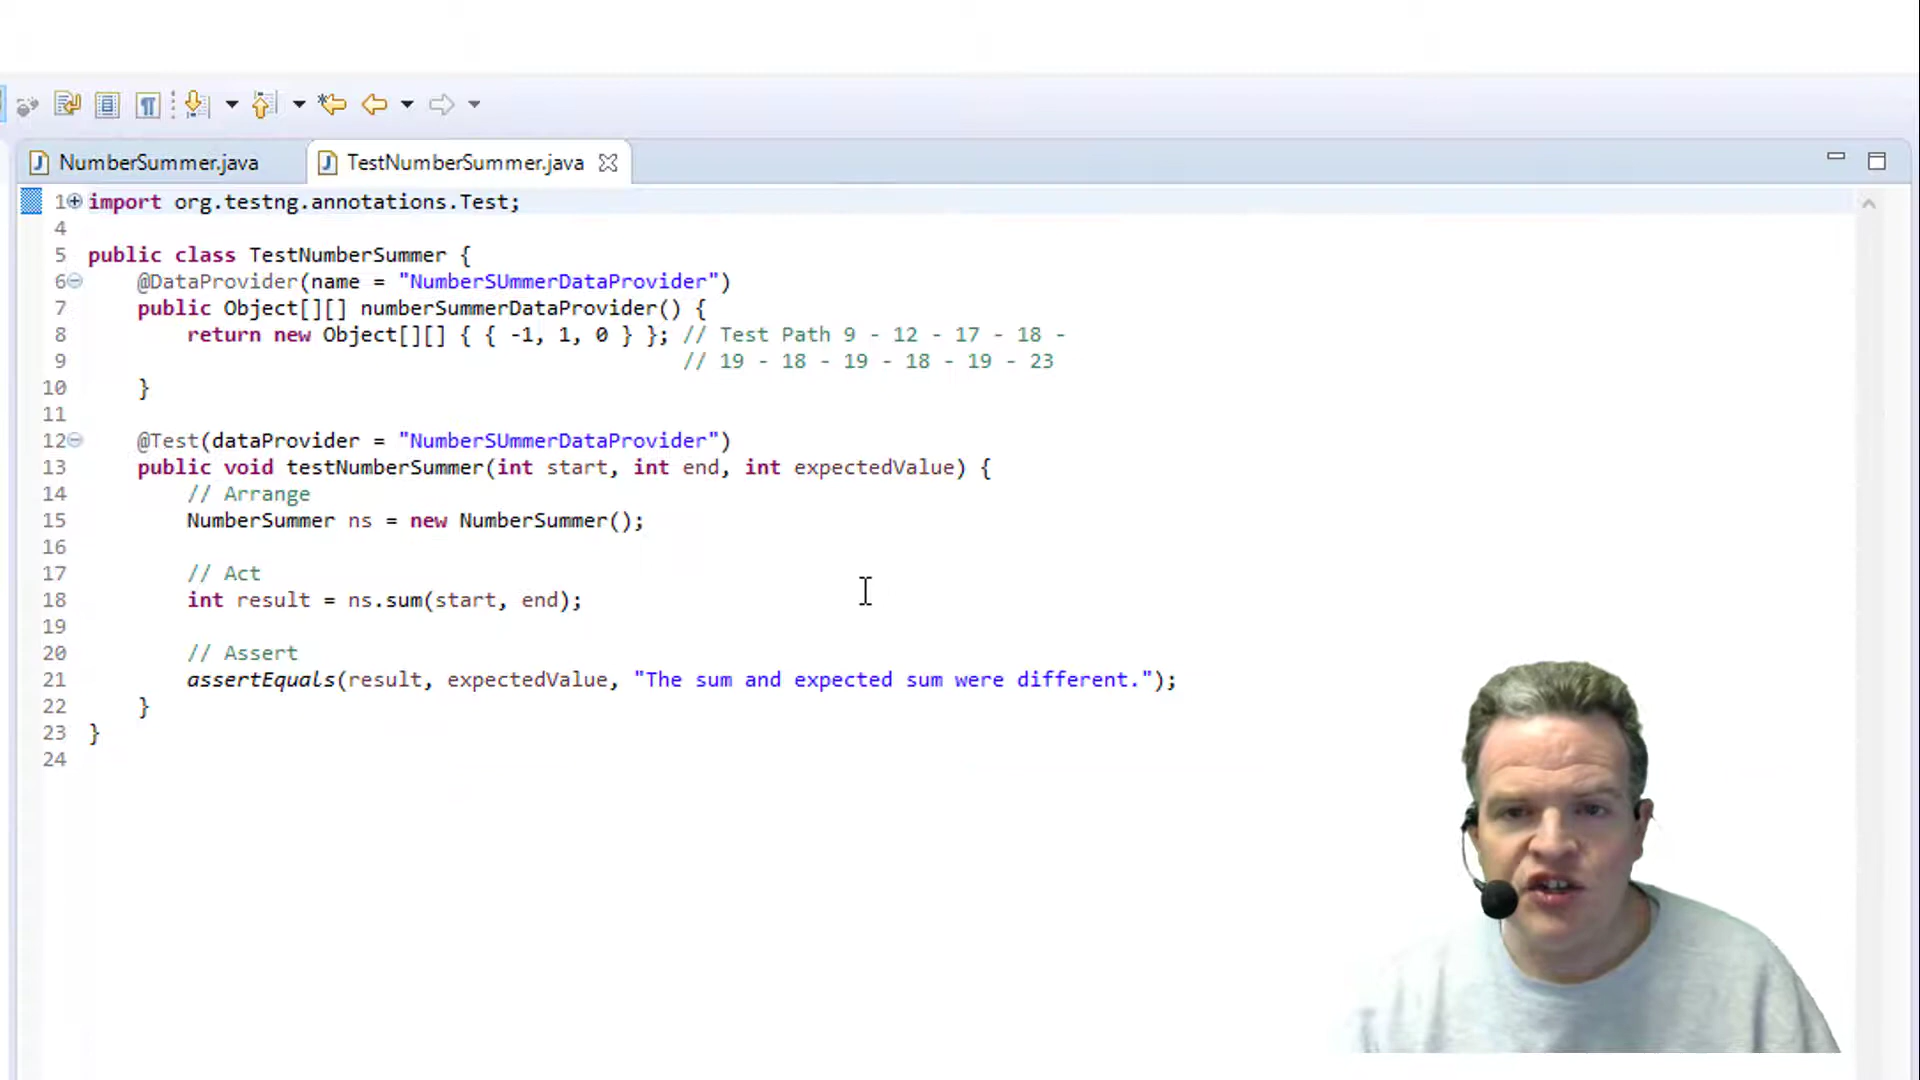 NumberSummer.java
TestNumberSummer.java
1 import org.testng.annotations.Test;
4
5 public class TestNumberSummer {
6 @DataProvider(name = "NumberSUmmerDataProvider")
7 public Object[][] numberSummerDataProvider() {
8 return new Object[][] { { -1, 1, 0 } }; // Test Path 9 - 12 - 17 - 18 -
9 // 19 - 18 - 19 - 18 - 19 - 23
10 }
11
12 @Test(dataProvider = "NumberSUmmerDataProvider")
13 public void testNumberSummer(int start, int end, int expectedValue) {
14 // Arrange
15 NumberSummer ns = new NumberSummer();
16
17 // Act
18 int result = ns.sum(start, end);
19
20 // Assert
21 assertEquals(result, expectedValue, "The sum and expected sum were different.");
22 }
23 }
24